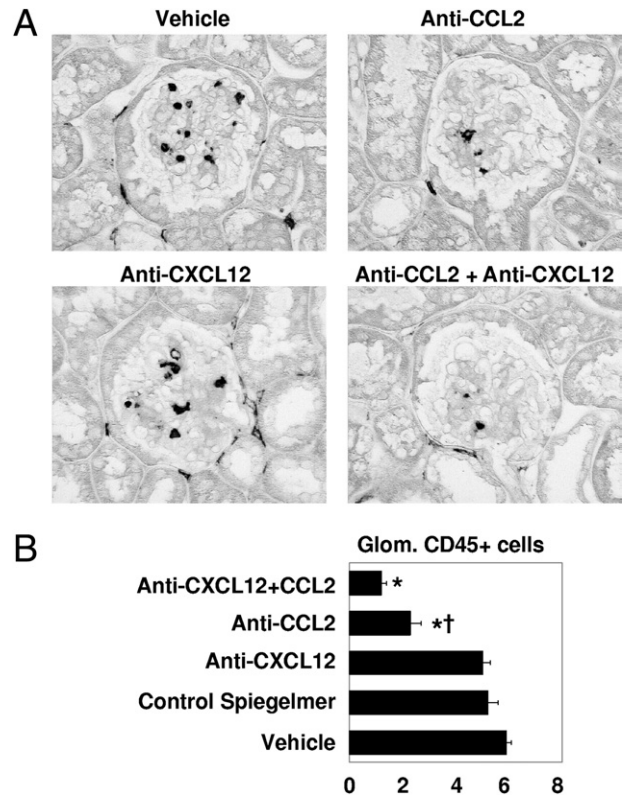 A
Vehicle Anti-CCL2
Anti-CXCL12 Anti-CCL2 + Anti-CXCL12
B
Glom. CD45+ cells
Anti-CXCL12+CCL2 *
Anti-CCL2 *†
Anti-CXCL12
Control Spiegelmer
Vehicle
0 2 4 6 8